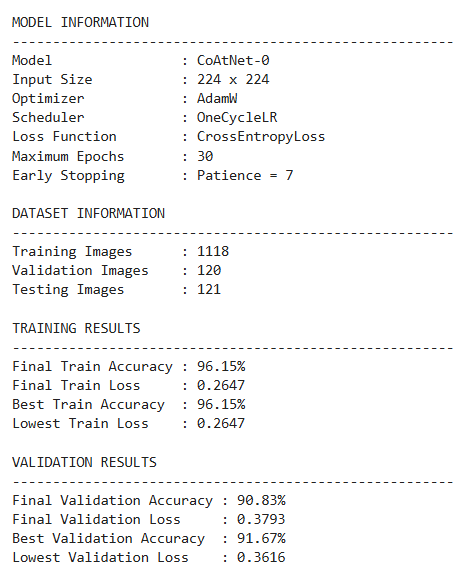 MODEL INFORMATION
------------------------------------------------------
Model                : CoAtNet-0
Input Size           : 224 x 224
Optimizer            : AdamW
Scheduler            : OneCycleLR
Loss Function        : CrossEntropyLoss
Maximum Epochs       : 30
Early Stopping       : Patience = 7

DATASET INFORMATION
------------------------------------------------------
Training Images      : 1118
Validation Images    : 120
Testing Images       : 121

TRAINING RESULTS
------------------------------------------------------
Final Train Accuracy : 96.15%
Final Train Loss     : 0.2647
Best Train Accuracy  : 96.15%
Lowest Train Loss    : 0.2647

VALIDATION RESULTS
------------------------------------------------------
Final Validation Accuracy : 90.83%
Final Validation Loss     : 0.3793
Best Validation Accuracy  : 91.67%
Lowest Validation Loss    : 0.3616